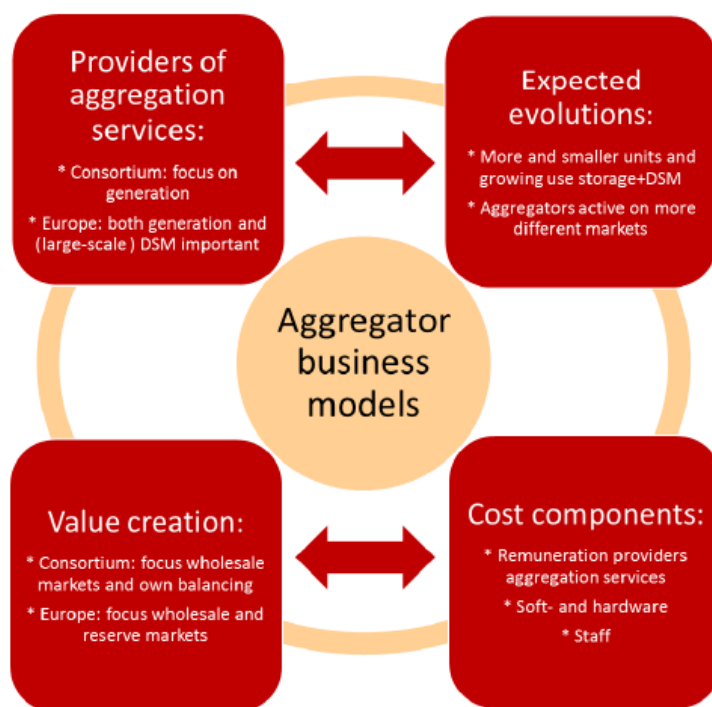 Providers of
aggregation
services:
* Consortium: focus on
generation
* Europe: both generation and
(large-scale ) DSM important
Expected
evolutions:
* More and smaller units and
growing use storage+DSM
* Aggregators active on more
different markets
Aggregator
business
models
Value creation:
* Consortium: focus wholesale
markets and own balancing
* Europe: focus wholesale and
reserve markets
Cost components:
* Remuneration providers
aggregation services
* Soft- and hardware
* Staff